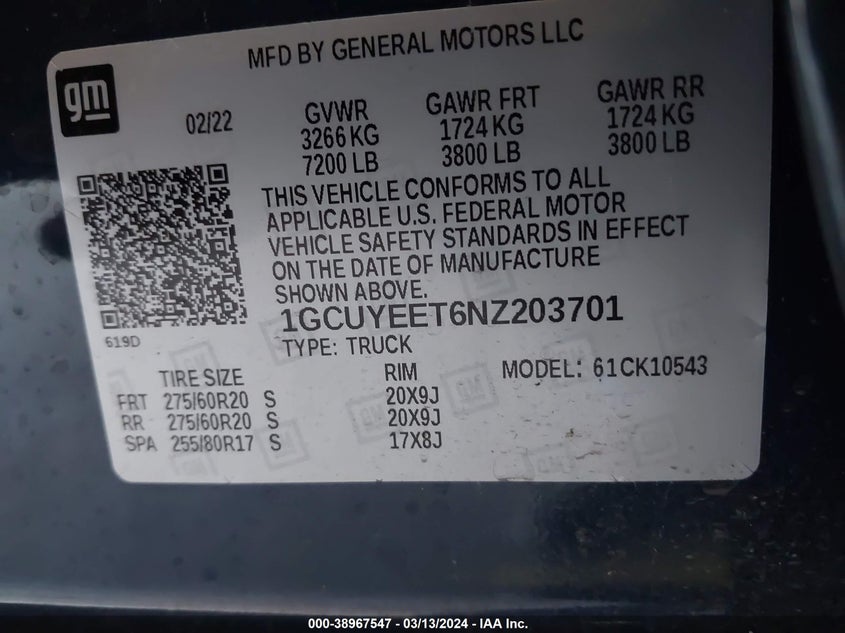 MFD BY GENERAL MOTORS LLC
gm
02/22
GVWR GAWR FRT GAWR RR
3266 KG 1724 KG 1724 KG
7200 LB 3800 LB 3800 LB
THIS VEHICLE CONFORMS TO ALL
APPLICABLE U.S. FEDERAL MOTOR
VEHICLE SAFETY STANDARDS IN EFFECT
ON THE DATE OF MANUFACTURE
SHOWN ABOVE.
619D
1GCUYEET6NZ203701
TYPE: TRUCK
MODEL: 61CK10543
TIRE SIZE RIM
FRT 275/60R20 S 20X9J
RR 275/60R20 S 20X9J
SPA 255/80R17 S 17X8J
000-38967547 — 03/13/2024 - IAA Inc.